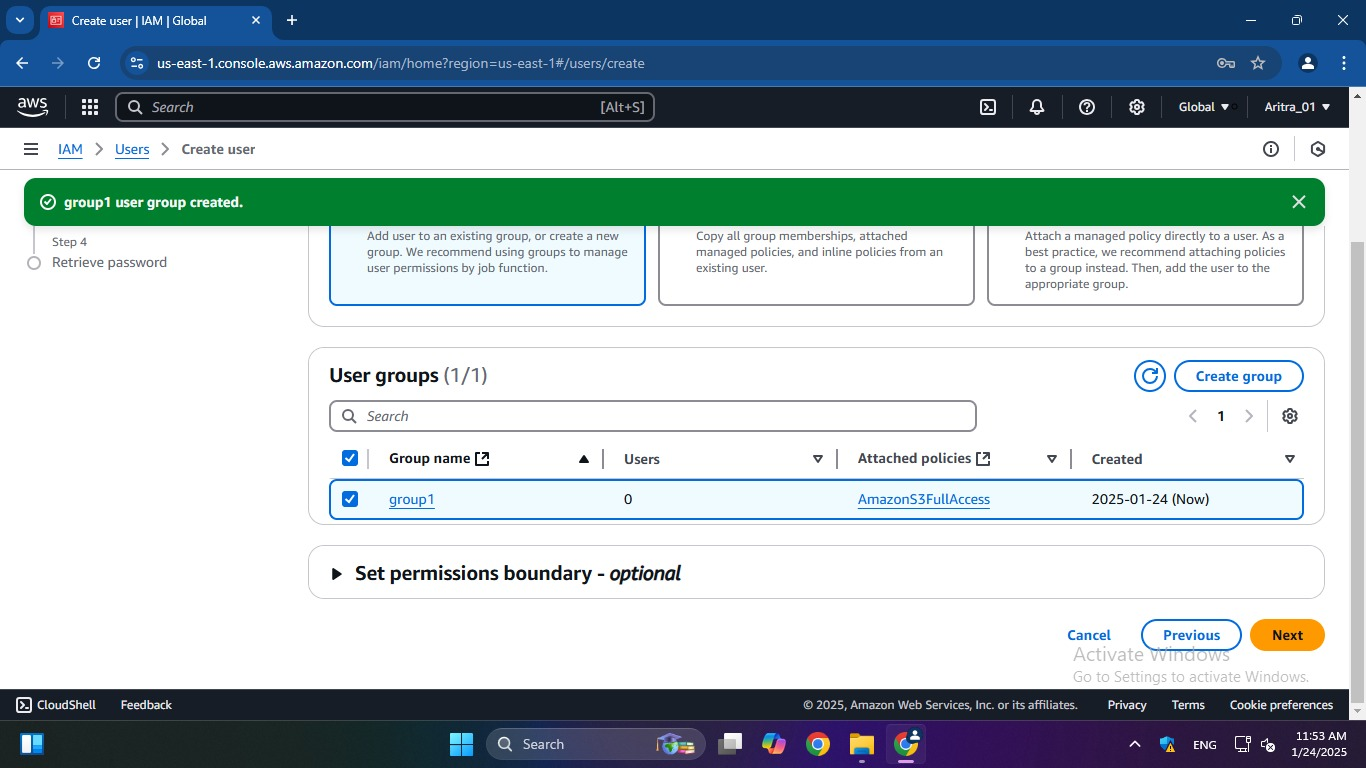 Create user | IAM | Global
us-east-1.console.aws.amazon.com/iam/home?region=us-east-1#/users/create
aws
Search
[Alt+S]
Global
Aritra_01
IAM
Users
Create user
group1 user group created.
Step 4
Retrieve password
Add user to an existing group, or create a new
group. We recommend using groups to manage
user permissions by job function.
Copy all group memberships, attached
managed policies, and inline policies from an
existing user.
Attach a managed policy directly to a user. As a
best practice, we recommend attaching policies
to a group instead. Then, add the user to the
appropriate group.
User groups (1/1)
Create group
Search
1
Group name
Users
Attached policies
Created
group1
0
AmazonS3FullAccess
2025-01-24 (Now)
Set permissions boundary - optional
Cancel
Previous
Next
Activate Windows
Go to Settings to activate Windows.
CloudShell
Feedback
© 2025, Amazon Web Services, Inc. or its affiliates.
Privacy
Terms
Cookie preferences
Search
ENG
11:53 AM
1/24/2025